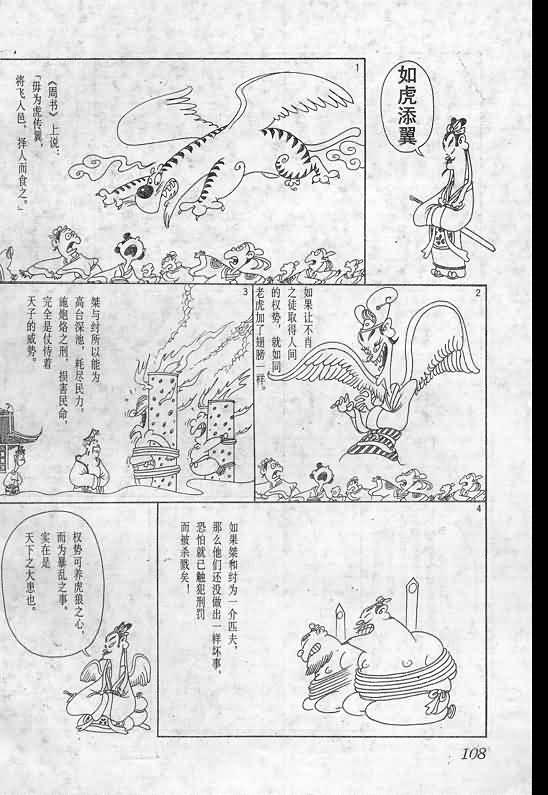 如虎添翼
1
《周书》上说：
「毋为虎传翼，
将飞人邑，择人而食之。」
2
如果让不肖
之徒取得人间
的权势，就如同
老虎加了翅膀一样。
3
桀与纣所以能为
高台深池，耗尽民力，
施炮烙之刑，损害民命，
完全是仗恃着
天子的威势。
4
如果桀和纣为一介匹夫，
那么他们还没做出一样坏事，
恐怕就已触犯刑罚
而被杀戮矣！
权势可养虎狼之心，
而为暴乱之事，
实在是
天下之大患也。
108